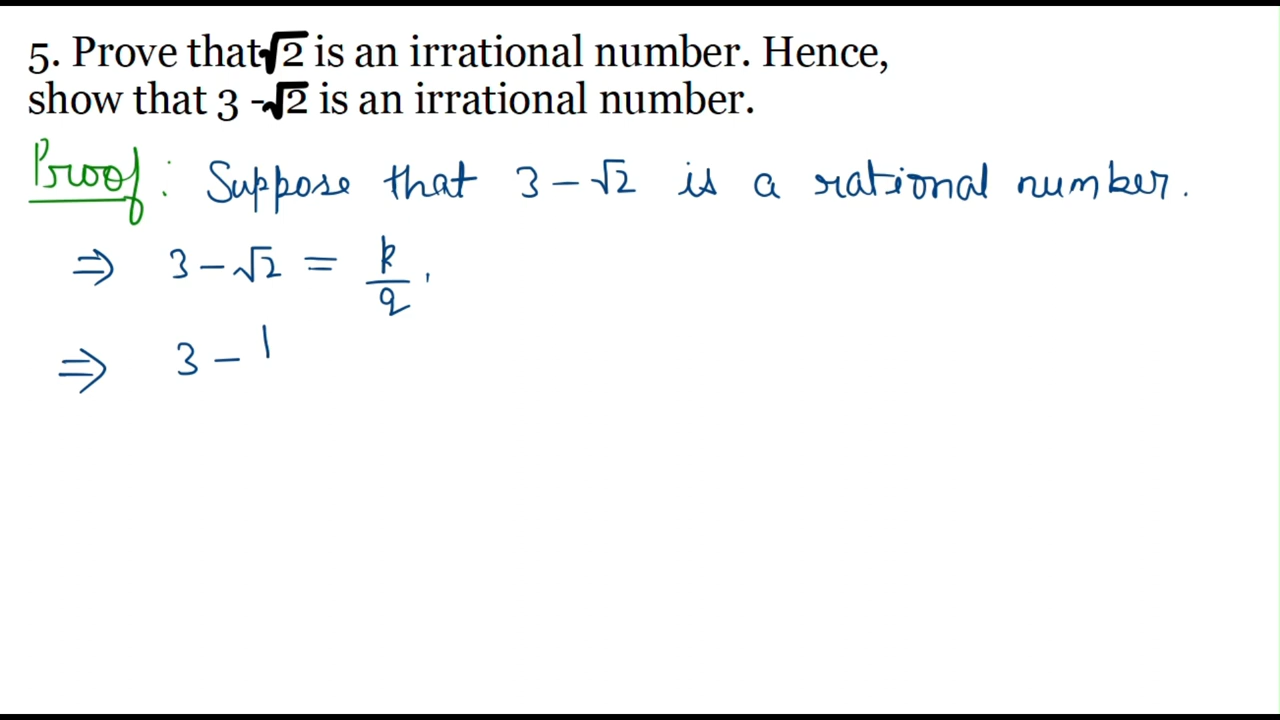 5. Prove that √2 is an irrational number. Hence,
show that 3 - √2 is an irrational number.
Proof : Suppose that 3 - √2 is a rational number.
⇒ 3 - √2 = p/q ,
⇒ 3 - |